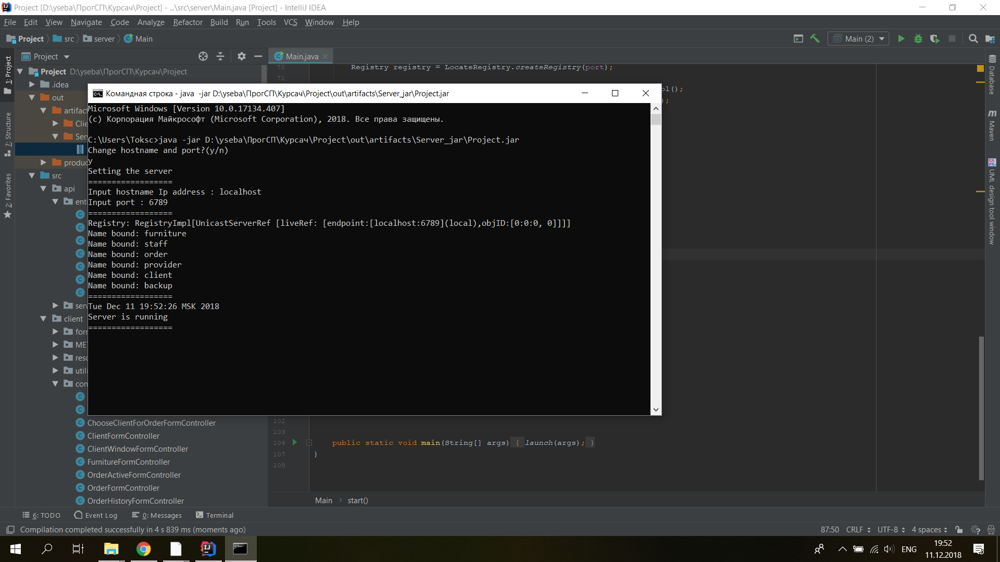 Project [D:\yseba\ПрогСП\Курсач\Project] - ...\src\server\Main.java [Project] - IntelliJ IDEA
File Edit View Navigate Code Analyze Refactor Build Run Tools VCS Window Help
Project src server Main
Main (2)
Project
Main.java
1: Project
7: Structure
2: Favorites
Project D:\yseba\ПрогСП\Курсач\Project
.idea
out
artifact
Clie
Ser
produc
src
api
enti
serv
client
form
MET
reso
utili
con
ChooseClientForOrderFormController
ClientFormController
ClientWindowFormController
FurnitureFormController
OrderActiveFormController
OrderFormController
OrderHistoryFormController
70 Registry registry = LocateRegistry.createRegistry(port);
71
pl();
);
Командная строка - java -jar D:\yseba\ПрогСП\Курсач\Project\out\artifacts\Server_jar\Project.jar
Microsoft Windows [Version 10.0.17134.407]
(c) Корпорация Майкрософт (Microsoft Corporation), 2018. Все права защищены.
C:\Users\Toksc>java -jar D:\yseba\ПрогСП\Курсач\Project\out\artifacts\Server_jar\Project.jar
Change hostname and port?(y/n)
y
Setting the server
==================
Input hostname Ip address : localhost
Input port : 6789
==================
Registry: RegistryImpl[UnicastServerRef [liveRef: [endpoint:[localhost:6789](local),objID:[0:0:0, 0]]]]
Name bound: furniture
Name bound: staff
Name bound: order
Name bound: provider
Name bound: client
Name bound: backup
==================
Tue Dec 11 19:52:26 MSK 2018
Server is running
==================
102
103
104 public static void main(String[] args) { launch(args); }
107 }
108
Main start()
Database
Maven
UML design tool window
6: TODO Event Log 0: Messages Terminal
Compilation completed successfully in 4 s 839 ms (moments ago)
87:50 CRLF UTF-8 4 spaces
ENG
19:52
11.12.2018